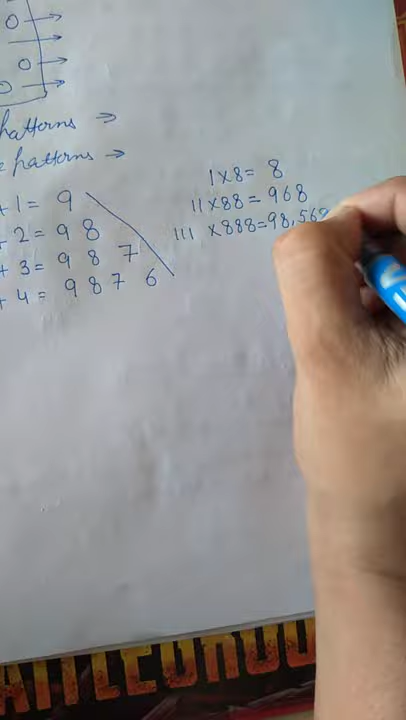 patterns →
patterns →
+ 1 = 9
+ 2 = 9 8
+ 3 = 9 8 7
+ 4 = 9 8 7 6
1 x 8 = 8
11 x 88 = 968
111 x 888 = 98,568